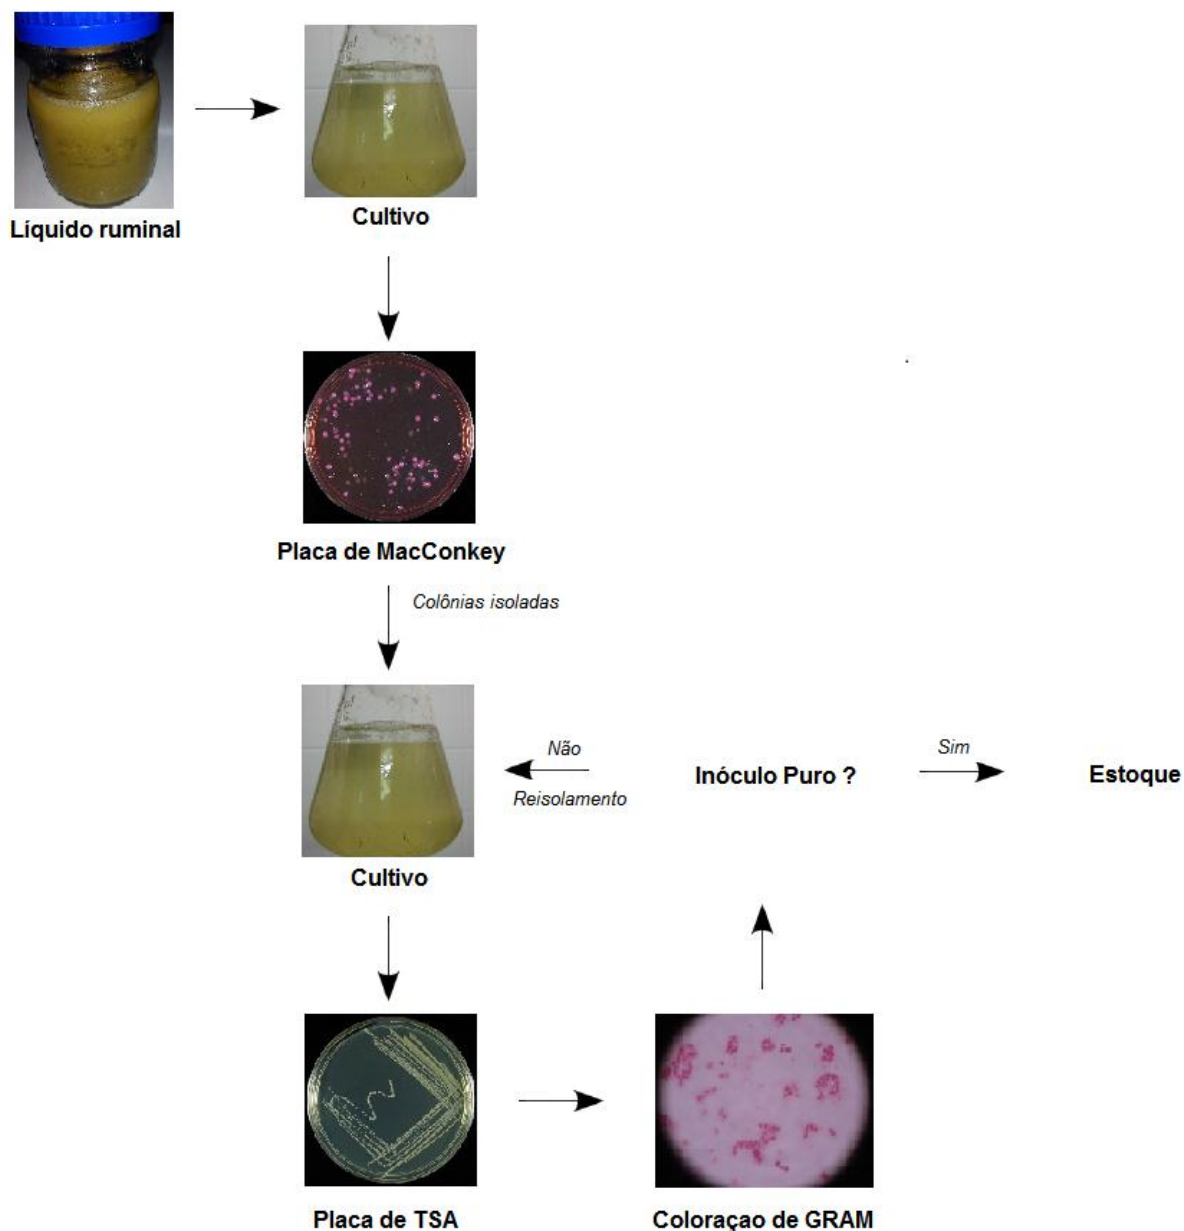 Líquido ruminal
Cultivo
Placa de MacConkey
Colônias isoladas
Cultivo
Não
Reisolamento
Inóculo Puro ?
Sim
Estoque
Placa de TSA
Coloraçao de GRAM